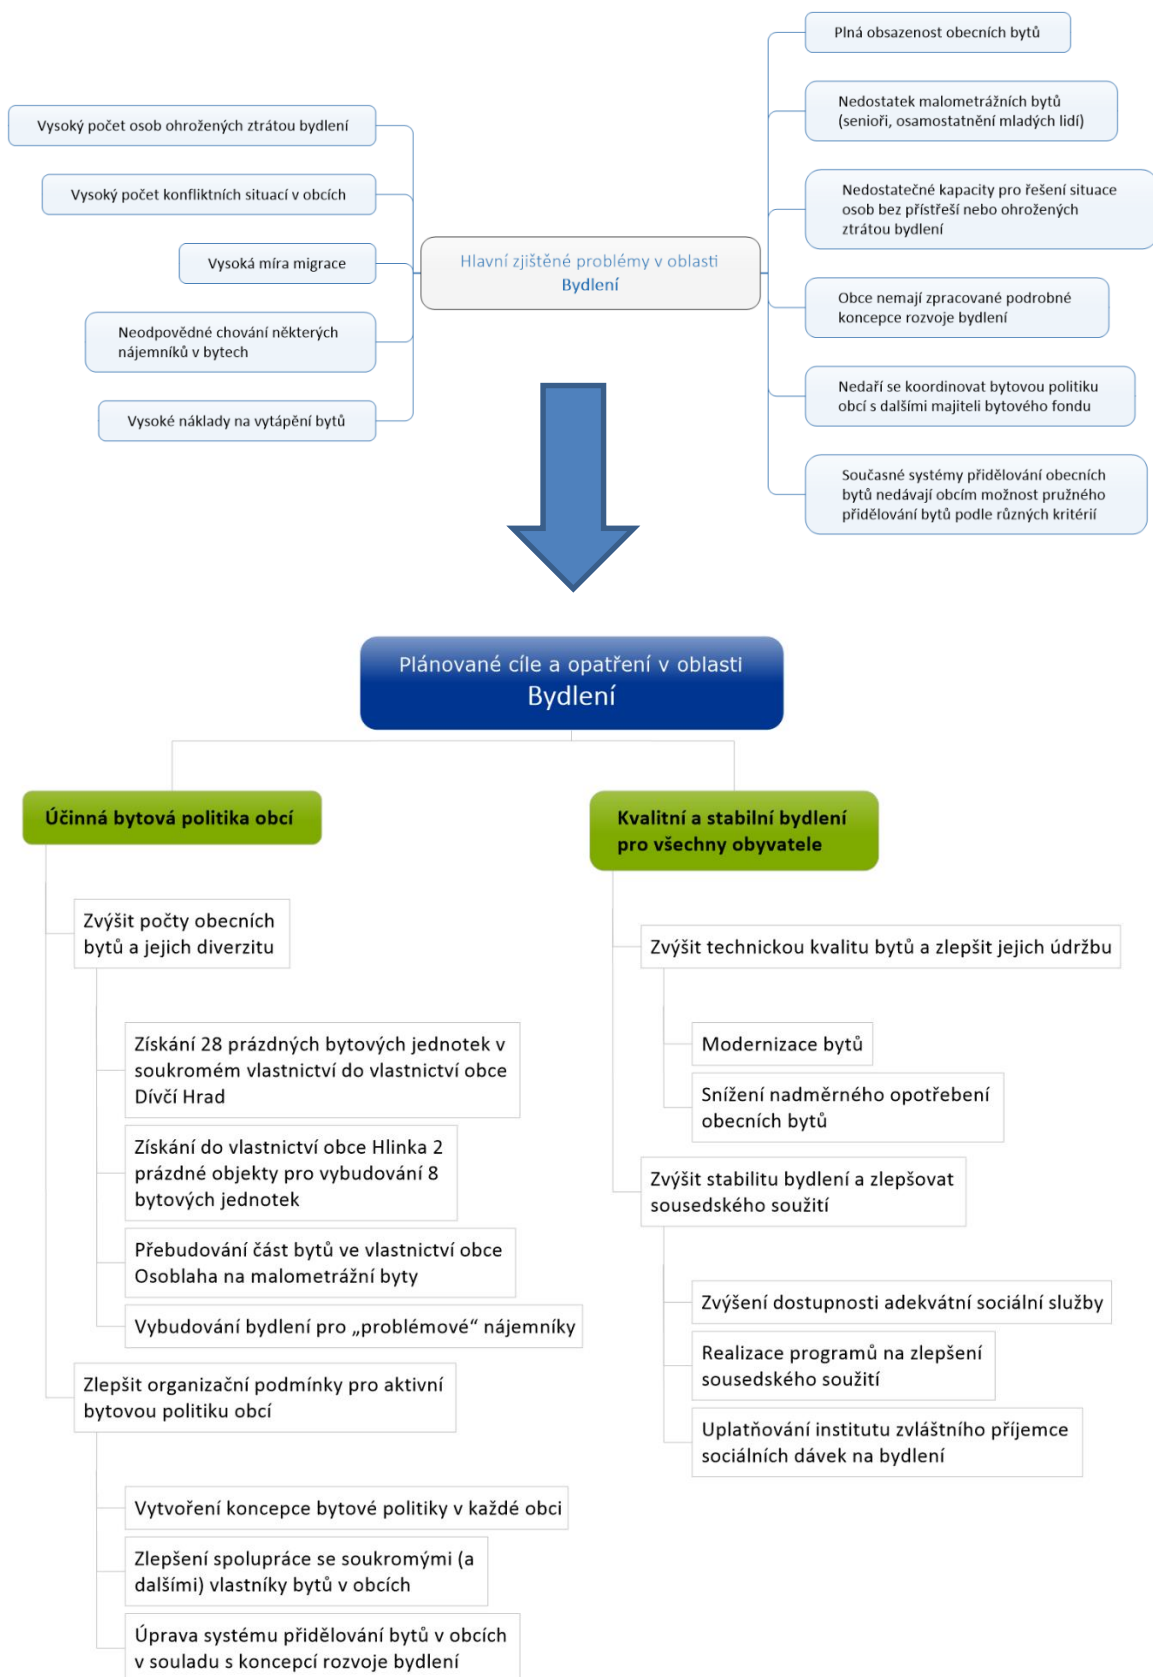 Plná obsazenost obecních bytů
Nedostatek malometrážních bytů
(senioři, osamostatnění mladých lidí)
Nedostatečné kapacity pro řešení situace
osob bez přístřeší nebo ohrožených
ztrátou bydlení
Obce nemají zpracované podrobné
koncepce rozvoje bydlení
Nedaří se koordinovat bytovou politiku
obcí s dalšími majiteli bytového fondu
Současné systémy přidělování obecních
bytů nedávají obcím možnost pružného
přidělování bytů podle různých kritérií
Vysoký počet osob ohrožených ztrátou bydlení
Vysoký počet konfliktních situací v obcích
Vysoká míra migrace
Neodpovědné chování některých
nájemníků v bytech
Vysoké náklady na vytápění bytů
Hlavní zjištěné problémy v oblasti
Bydlení
Plánované cíle a opatření v oblasti
Bydlení
Účinná bytová politika obcí
Zvýšit počty obecních
bytů a jejich diverzitu
Získání 28 prázdných bytových jednotek v
soukromém vlastnictví do vlastnictví obce
Dívčí Hrad
Získání do vlastnictví obce Hlinka 2
prázdné objekty pro vybudování 8
bytových jednotek
Přebudování část bytů ve vlastnictví obce
Osoblaha na malometrážní byty
Vybudování bydlení pro „problémové“ nájemníky
Zlepšit organizační podmínky pro aktivní
bytovou politiku obcí
Vytvoření koncepce bytové politiky v každé obci
Zlepšení spolupráce se soukromými (a
dalšími) vlastníky bytů v obcích
Úprava systému přidělování bytů v obcích
v souladu s koncepcí rozvoje bydlení
Kvalitní a stabilní bydlení
pro všechny obyvatele
Zvýšit technickou kvalitu bytů a zlepšit jejich údržbu
Modernizace bytů
Snížení nadměrného opotřebení
obecních bytů
Zvýšit stabilitu bydlení a zlepšovat
sousedského soužití
Zvýšení dostupnosti adekvátní sociální služby
Realizace programů na zlepšení
sousedského soužití
Uplatňování institutu zvláštního příjemce
sociálních dávek na bydlení